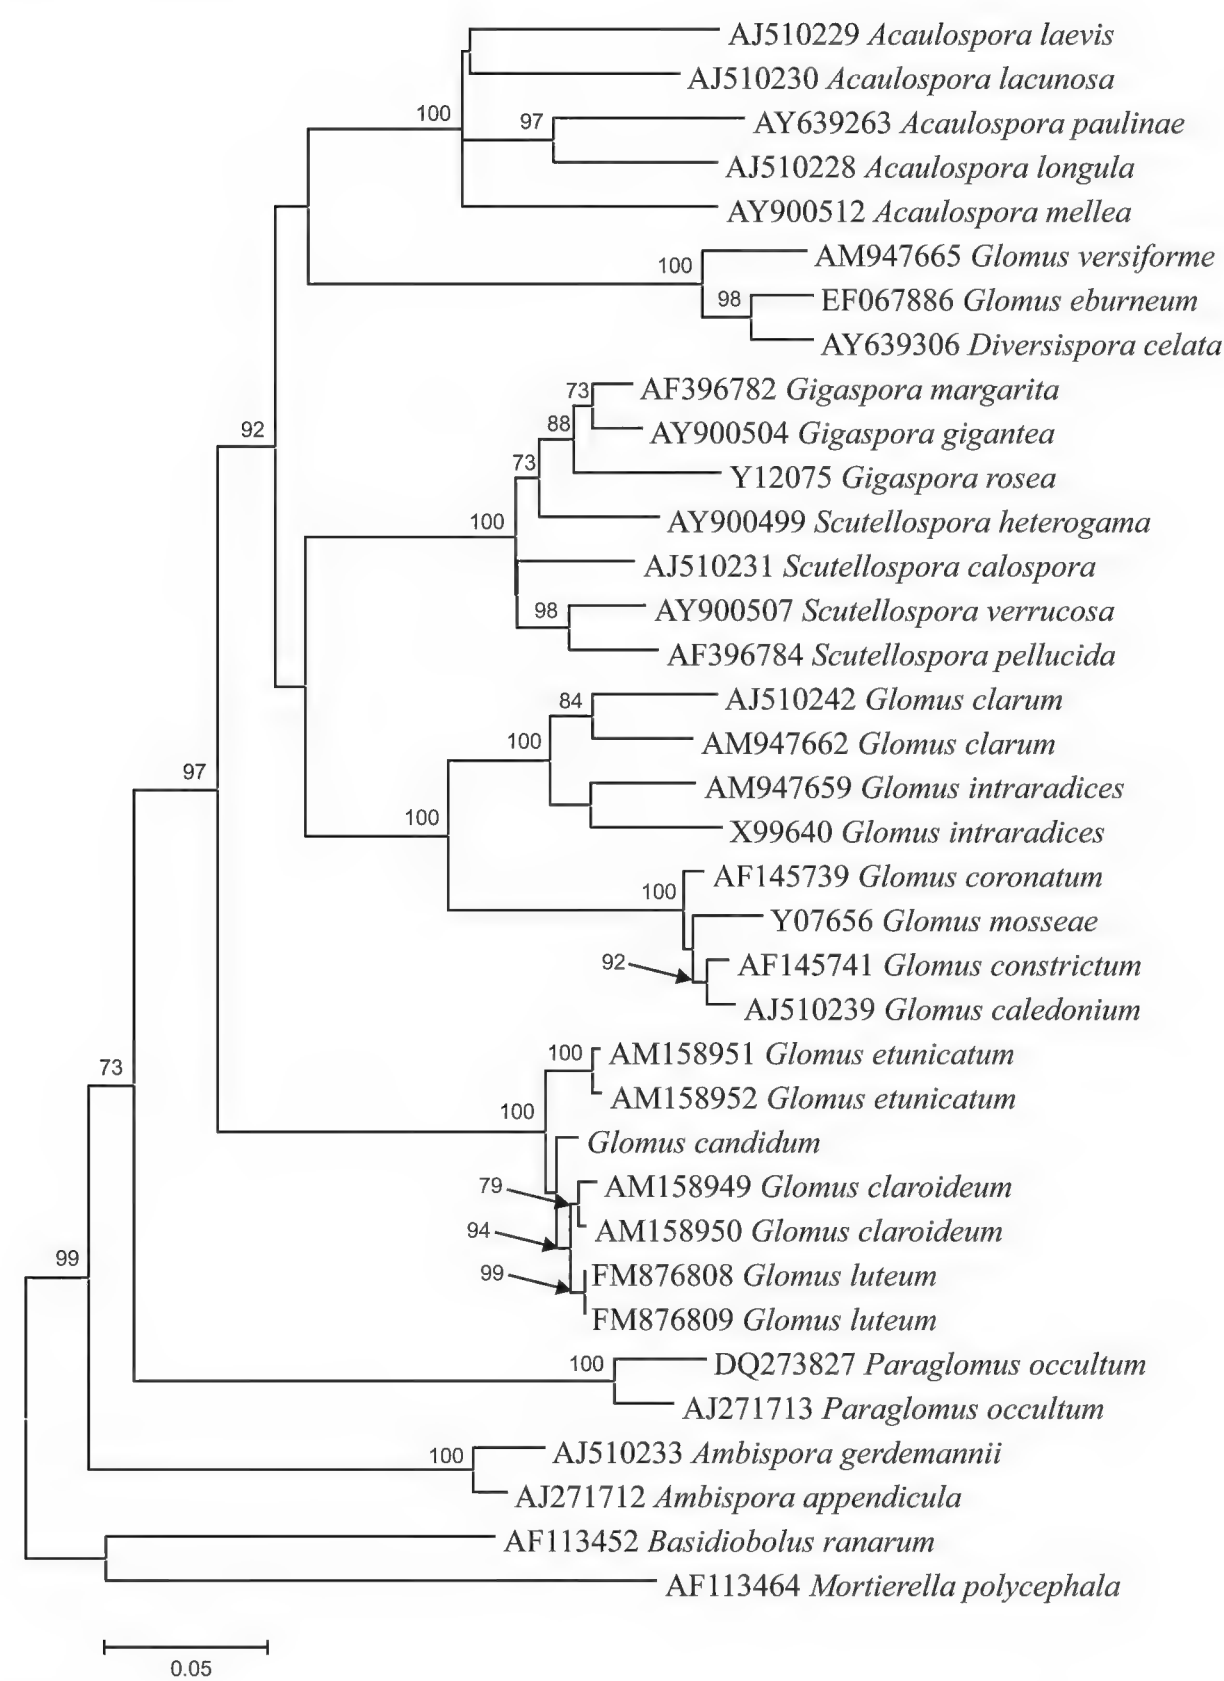 AJ510229 Acaulospora laevis
AJ510230 Acaulospora lacunosa
100
97
AY639263 Acaulospora paulinae
AJ510228 Acaulospora longula
AY900512 Acaulospora mellea
AM947665 Glomus versiforme
100
98
EF067886 Glomus eburneum
AY639306 Diversispora celata
73
AF396782 Gigaspora margarita
92
88
AY900504 Gigaspora gigantea
73
Y12075 Gigaspora rosea
100
AY900499 Scutellospora heterogama
AJ510231 Scutellospora calospora
98
AY900507 Scutellospora verrucosa
AF396784 Scutellospora pellucida
84
AJ510242 Glomus clarum
100
AM947662 Glomus clarum
97
AM947659 Glomus intraradices
100
X99640 Glomus intraradices
100
AF145739 Glomus coronatum
Y07656 Glomus mosseae
92
AF145741 Glomus constrictum
AJ510239 Glomus caledonium
73
100
AM158951 Glomus etunicatum
100
AM158952 Glomus etunicatum
Glomus candidum
79
AM158949 Glomus claroideum
94
AM158950 Glomus claroideum
99
99
FM876808 Glomus luteum
FM876809 Glomus luteum
100
DQ273827 Paraglomus occultum
AJ271713 Paraglomus occultum
100
AJ510233 Ambispora gerdemannii
AJ271712 Ambispora appendicula
AF113452 Basidiobolus ranarum
AF113464 Mortierella polycephala
0.05